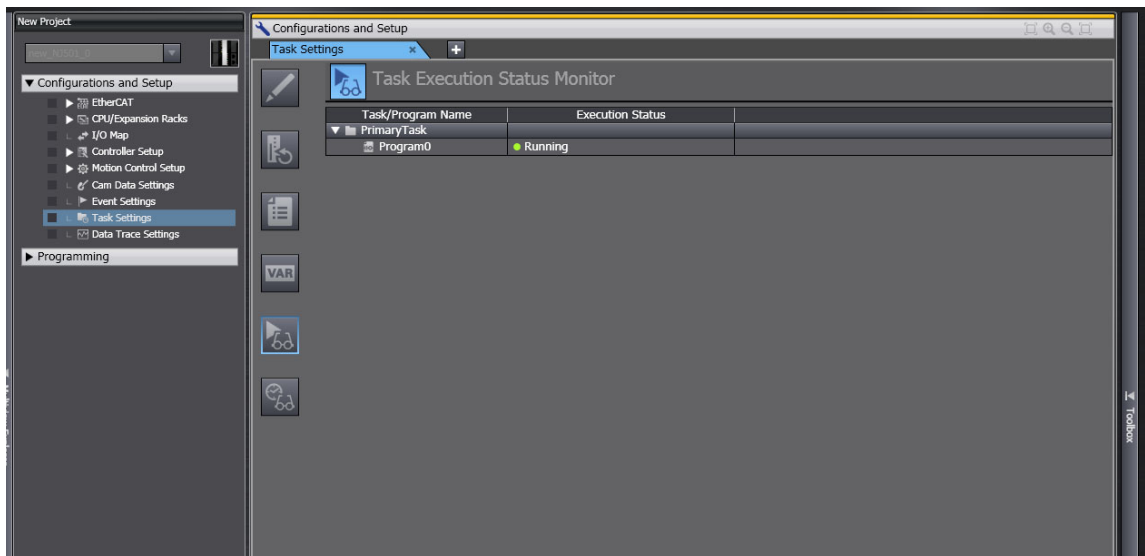 New Project
new_NJ501_0
Configurations and Setup
EtherCAT
CPU/Expansion Racks
I/O Map
Controller Setup
Motion Control Setup
Cam Data Settings
Event Settings
Task Settings
Data Trace Settings
Programming
Configurations and Setup
Task Settings
VAR
Task Execution Status Monitor
Task/Program Name Execution Status
PrimaryTask
Program0 Running
Toolbox